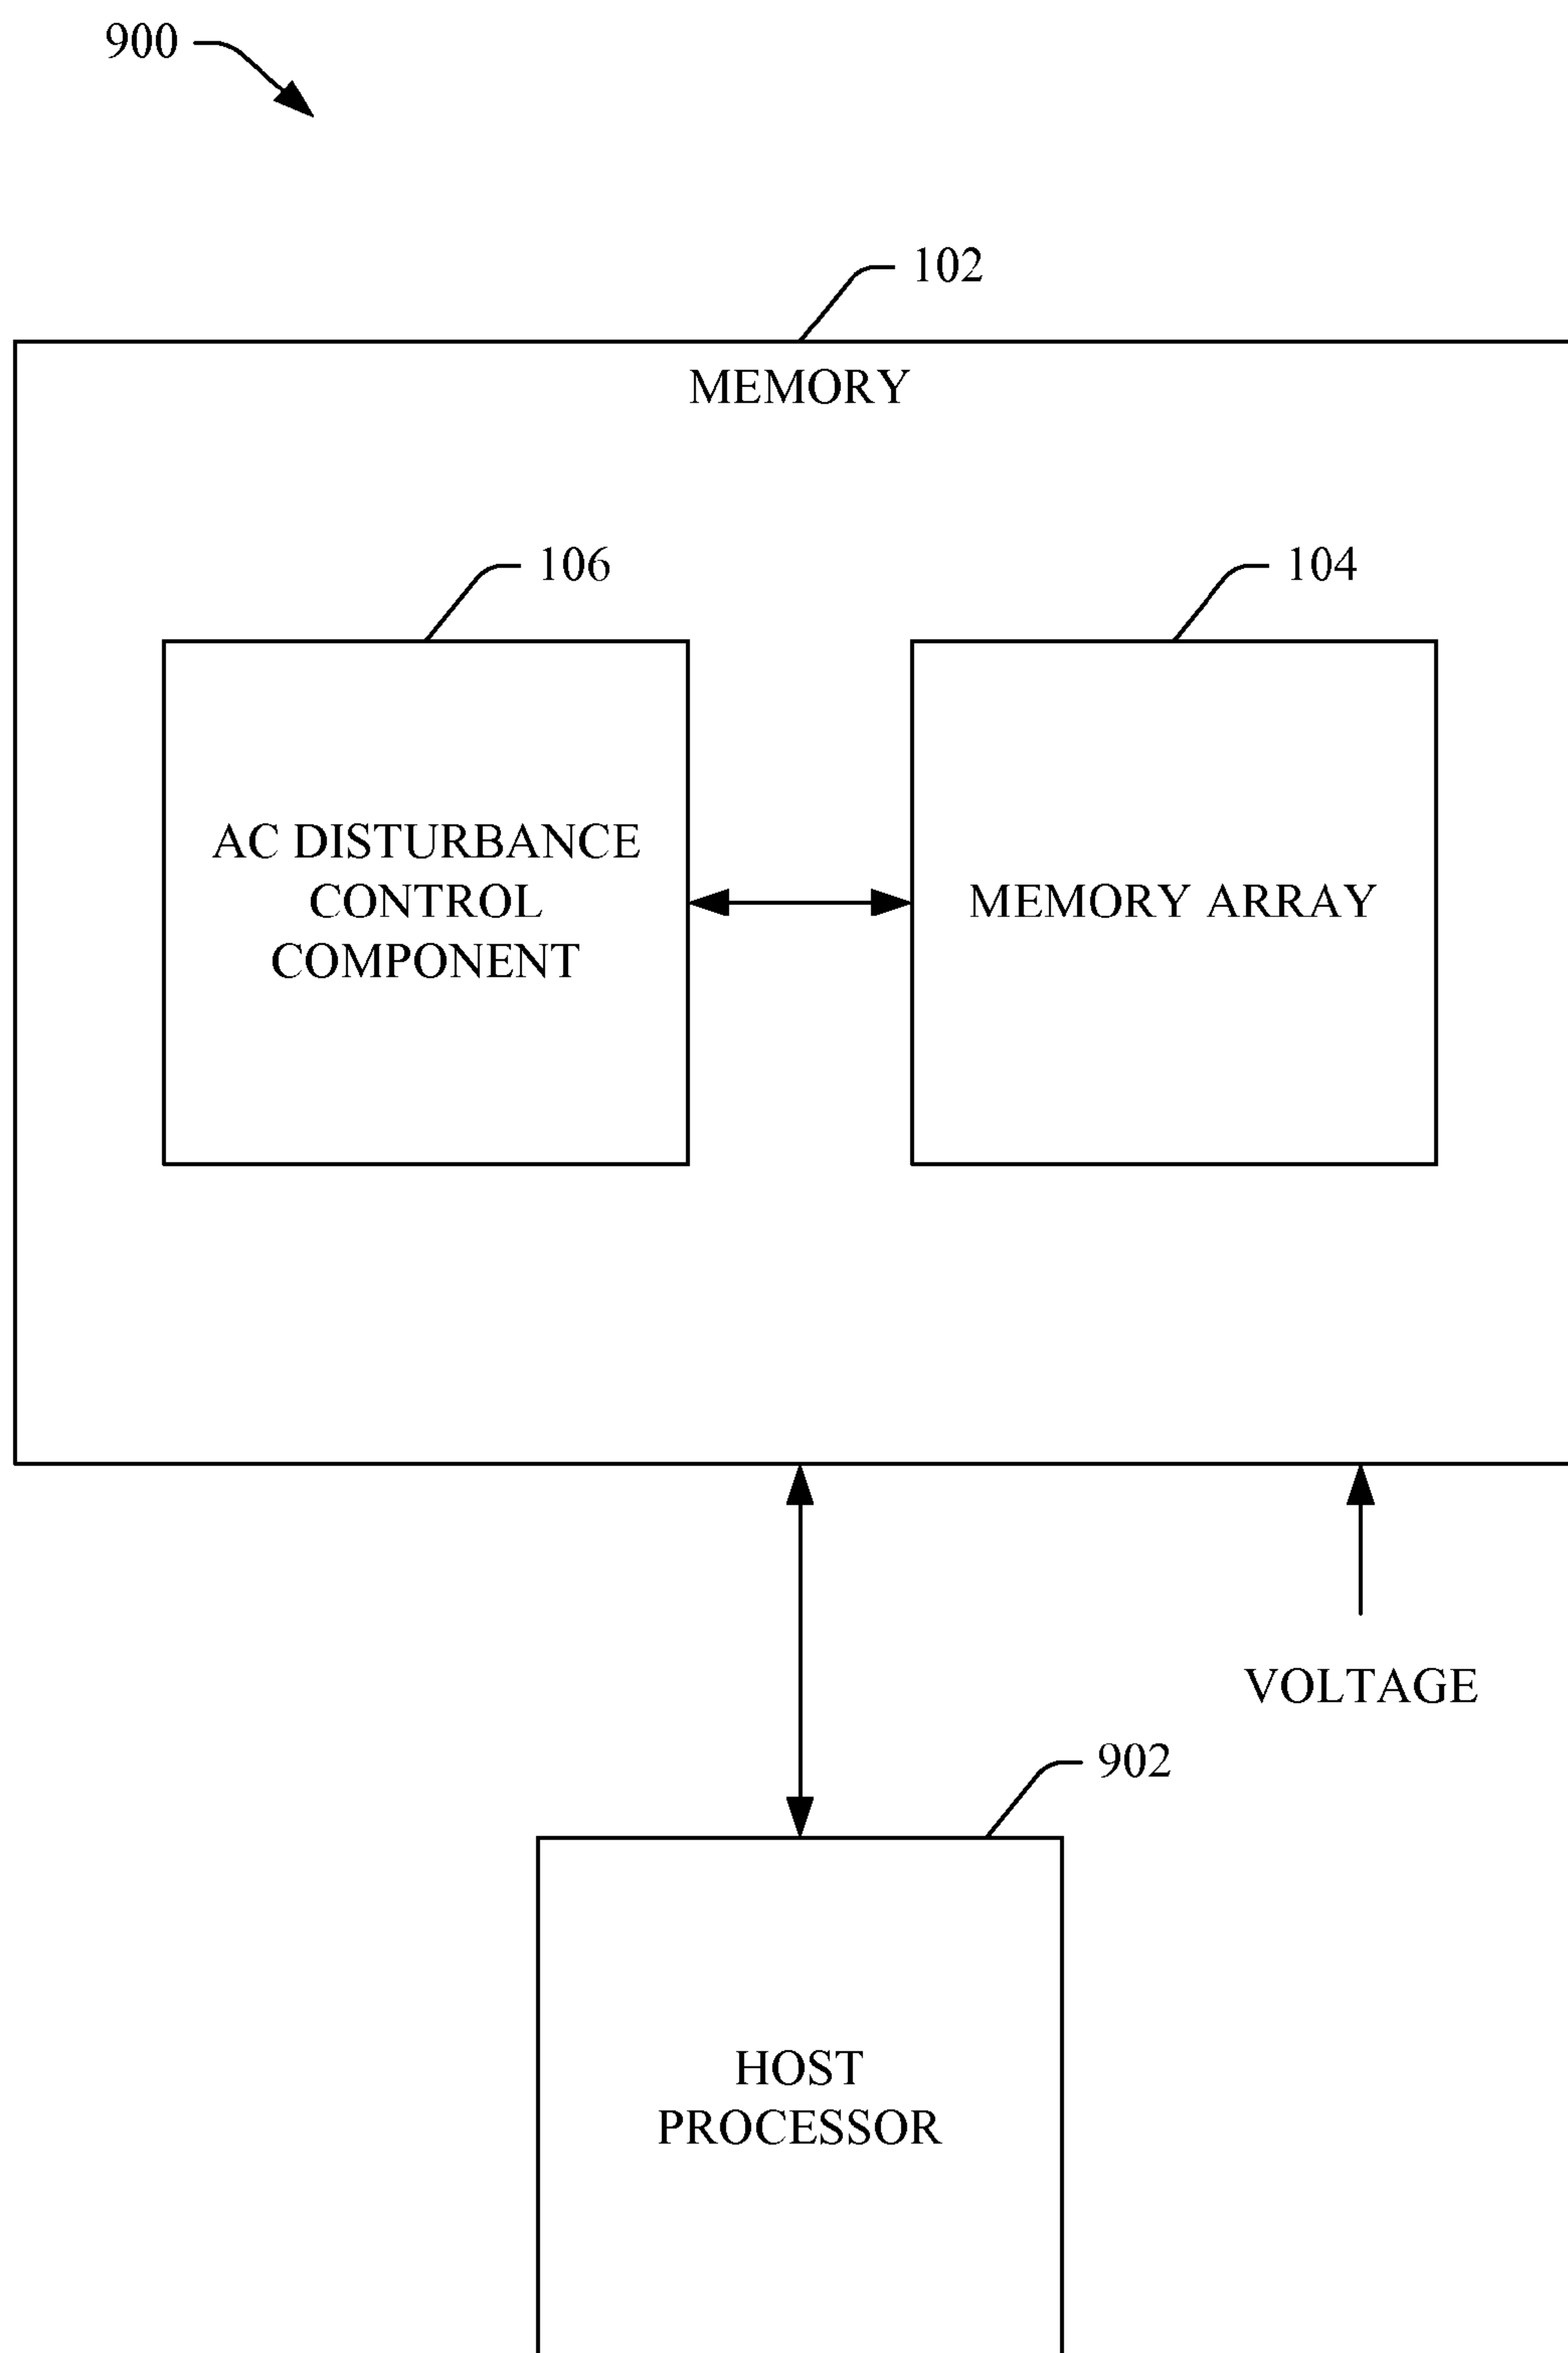 900
102
MEMORY
106
104
AC DISTURBANCE
CONTROL
COMPONENT
MEMORY ARRAY
VOLTAGE
902
HOST
PROCESSOR